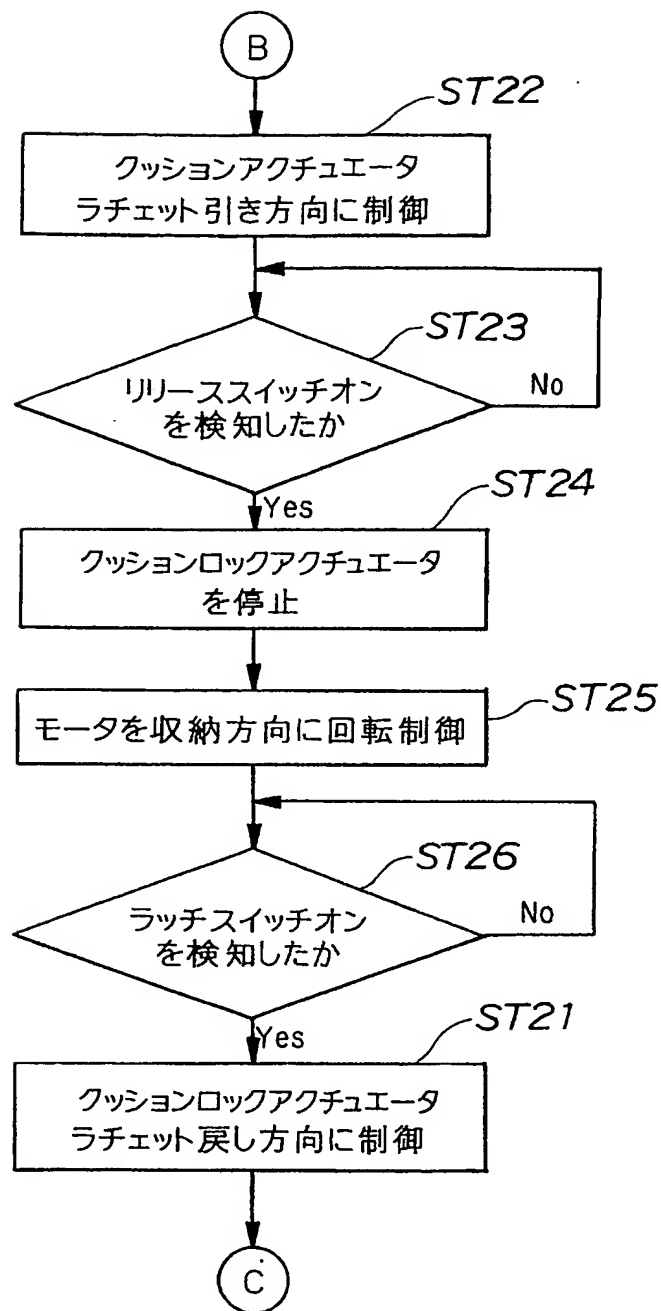 B
ST22
クッションアクチュエータ
ラチェット引き方向に制御
ST23
リリーススイッチオン
を検知したか
No
Yes
ST24
クッションロックアクチュエータ
を停止
ST25
モータを収納方向に回転制御
ST26
ラッチスイッチオン
を検知したか
No
Yes
ST21
クッションロックアクチュエータ
ラチェット戻し方向に制御
C